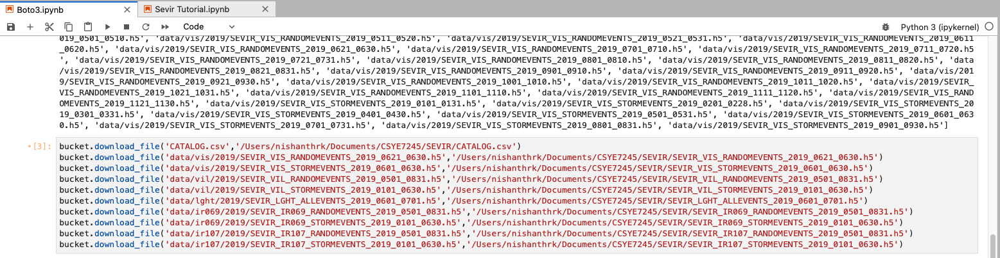 Boto3.ipynb
Sevir Tutorial.ipynb
Code
Python 3 (ipykernel)
019_0501_0510.h5', 'data/vis/2019/SEVIR_VIS_RANDOMEVENTS_2019_0511_0520.h5', 'data/vis/2019/SEVIR_VIS_RANDOMEVENTS_2019_0521_0531.h5', 'data/vis/2019/SEVIR_VIS_RANDOMEVENTS_2019_0611
_0620.h5', 'data/vis/2019/SEVIR_VIS_RANDOMEVENTS_2019_0621_0630.h5', 'data/vis/2019/SEVIR_VIS_RANDOMEVENTS_2019_0701_0710.h5', 'data/vis/2019/SEVIR_VIS_RANDOMEVENTS_2019_0711_0720.h5
', 'data/vis/2019/SEVIR_VIS_RANDOMEVENTS_2019_0721_0731.h5', 'data/vis/2019/SEVIR_VIS_RANDOMEVENTS_2019_0801_0810.h5', 'data/vis/2019/SEVIR_VIS_RANDOMEVENTS_2019_0811_0820.h5', 'data
/vis/2019/SEVIR_VIS_RANDOMEVENTS_2019_0821_0831.h5', 'data/vis/2019/SEVIR_VIS_RANDOMEVENTS_2019_0901_0910.h5', 'data/vis/2019/SEVIR_VIS_RANDOMEVENTS_2019_0911_0920.h5', 'data/vis/201
9/SEVIR_VIS_RANDOMEVENTS_2019_0921_0930.h5', 'data/vis/2019/SEVIR_VIS_RANDOMEVENTS_2019_1001_1010.h5', 'data/vis/2019/SEVIR_VIS_RANDOMEVENTS_2019_1011_1020.h5', 'data/vis/2019/SEVIR_
VIS_RANDOMEVENTS_2019_1021_1031.h5', 'data/vis/2019/SEVIR_VIS_RANDOMEVENTS_2019_1101_1110.h5', 'data/vis/2019/SEVIR_VIS_RANDOMEVENTS_2019_1111_1120.h5', 'data/vis/2019/SEVIR_VIS_RAND
OMEVENTS_2019_1121_1130.h5', 'data/vis/2019/SEVIR_VIS_STORMEVENTS_2019_0101_0131.h5', 'data/vis/2019/SEVIR_VIS_STORMEVENTS_2019_0201_0228.h5', 'data/vis/2019/SEVIR_VIS_STORMEVENTS_20
19_0301_0331.h5', 'data/vis/2019/SEVIR_VIS_STORMEVENTS_2019_0401_0430.h5', 'data/vis/2019/SEVIR_VIS_STORMEVENTS_2019_0501_0531.h5', 'data/vis/2019/SEVIR_VIS_STORMEVENTS_2019_0601_063
0.h5', 'data/vis/2019/SEVIR_VIS_STORMEVENTS_2019_0701_0731.h5', 'data/vis/2019/SEVIR_VIS_STORMEVENTS_2019_0801_0831.h5', 'data/vis/2019/SEVIR_VIS_STORMEVENTS_2019_0901_0930.h5']
•[3]: bucket.download_file('CATALOG.csv','/Users/nishanthrk/Documents/CSYE7245/SEVIR/CATALOG.csv')
bucket.download_file('data/vis/2019/SEVIR_VIS_RANDOMEVENTS_2019_0621_0630.h5','/Users/nishanthrk/Documents/CSYE7245/SEVIR/SEVIR_VIS_RANDOMEVENTS_2019_0621_0630.h5')
bucket.download_file('data/vis/2019/SEVIR_VIS_STORMEVENTS_2019_0601_0630.h5','/Users/nishanthrk/Documents/CSYE7245/SEVIR/SEVIR_VIS_STORMEVENTS_2019_0601_0630.h5')
bucket.download_file('data/vil/2019/SEVIR_VIL_RANDOMEVENTS_2019_0501_0831.h5','/Users/nishanthrk/Documents/CSYE7245/SEVIR/SEVIR_VIL_RANDOMEVENTS_2019_0501_0831.h5')
bucket.download_file('data/vil/2019/SEVIR_VIL_STORMEVENTS_2019_0101_0630.h5','/Users/nishanthrk/Documents/CSYE7245/SEVIR/SEVIR_VIL_STORMEVENTS_2019_0101_0630.h5')
bucket.download_file('data/lght/2019/SEVIR_LGHT_ALLEVENTS_2019_0601_0701.h5','/Users/nishanthrk/Documents/CSYE7245/SEVIR/SEVIR_LGHT_ALLEVENTS_2019_0601_0701.h5')
bucket.download_file('data/ir069/2019/SEVIR_IR069_RANDOMEVENTS_2019_0501_0831.h5','/Users/nishanthrk/Documents/CSYE7245/SEVIR/SEVIR_IR069_RANDOMEVENTS_2019_0501_0831.h5')
bucket.download_file('data/ir069/2019/SEVIR_IR069_STORMEVENTS_2019_0101_0630.h5','/Users/nishanthrk/Documents/CSYE7245/SEVIR/SEVIR_IR069_STORMEVENTS_2019_0101_0630.h5')
bucket.download_file('data/ir107/2019/SEVIR_IR107_RANDOMEVENTS_2019_0501_0831.h5','/Users/nishanthrk/Documents/CSYE7245/SEVIR/SEVIR_IR107_RANDOMEVENTS_2019_0501_0831.h5')
bucket.download_file('data/ir107/2019/SEVIR_IR107_STORMEVENTS_2019_0101_0630.h5','/Users/nishanthrk/Documents/CSYE7245/SEVIR/SEVIR_IR107_STORMEVENTS_2019_0101_0630.h5')